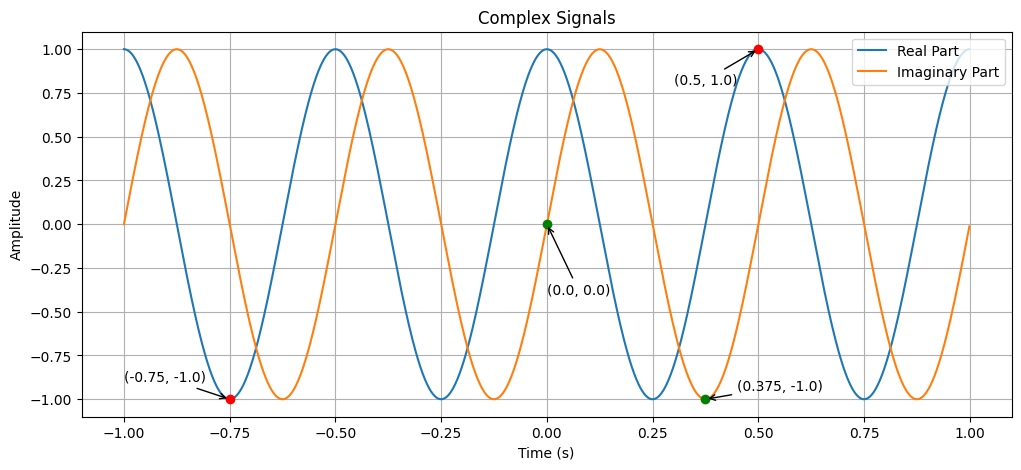 Complex Signals
Real Part
Imaginary Part
(0.5, 1.0)
(0.0, 0.0)
(-0.75, -1.0)
(0.375, -1.0)
Amplitude
1.00
0.75
0.50
0.25
0.00
−0.25
−0.50
−0.75
−1.00
−1.00 −0.75 −0.50 −0.25 0.00 0.25 0.50 0.75 1.00
Time (s)